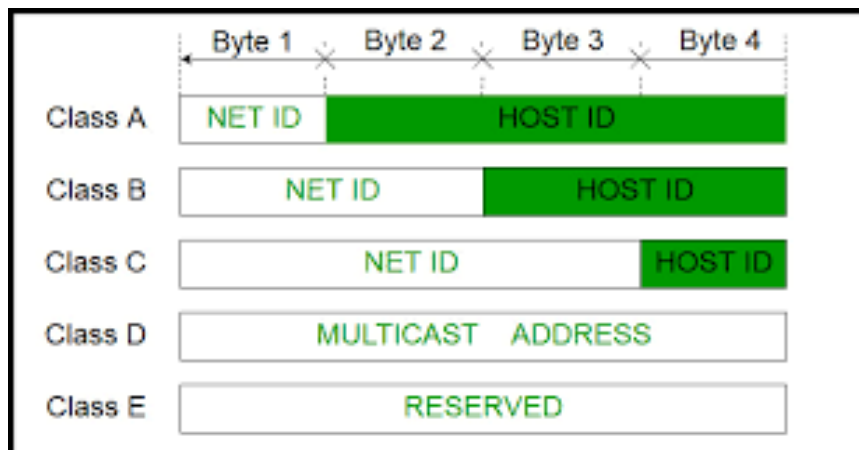 Byte 1 Byte 2 Byte 3 Byte 4
Class A NET ID HOST ID
Class B NET ID HOST ID
Class C NET ID HOST ID
Class D MULTICAST ADDRESS
Class E RESERVED